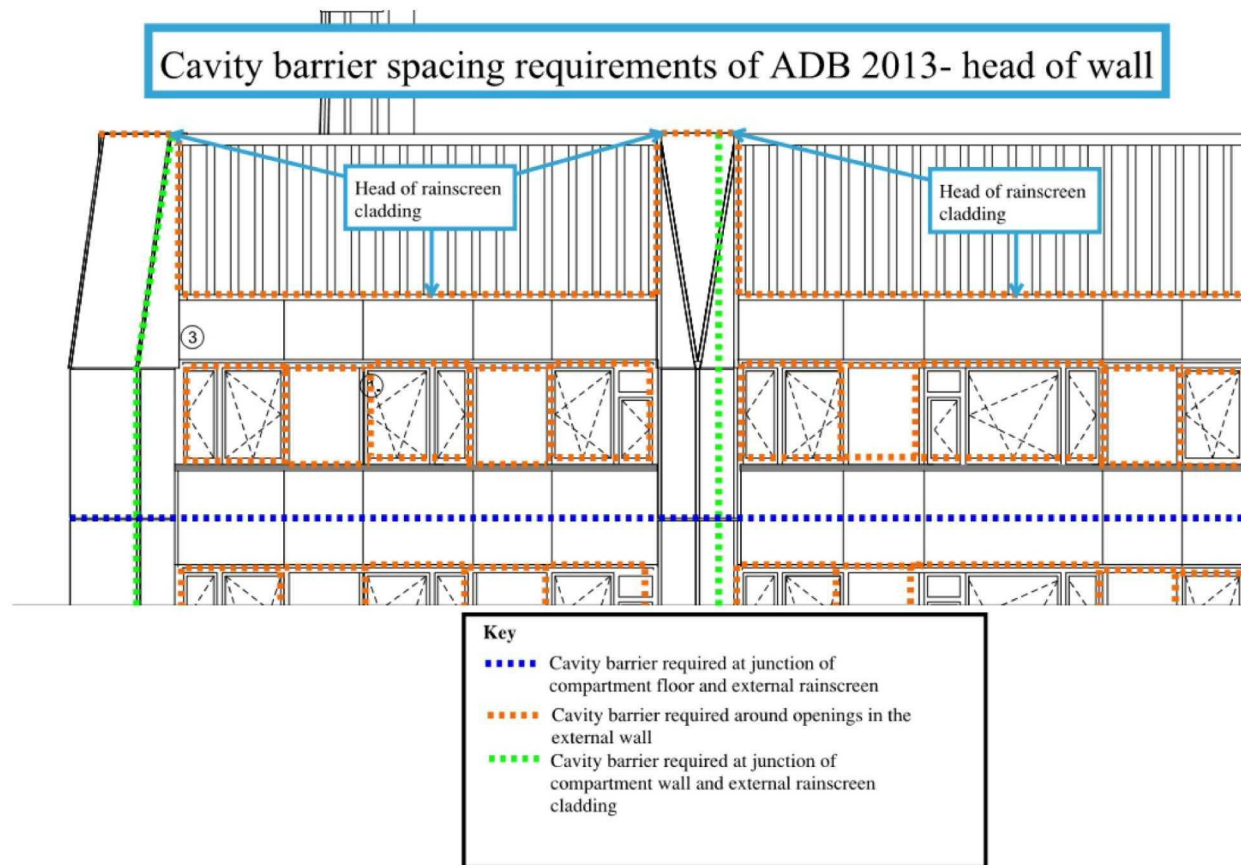 Cavity barrier spacing requirements of ADB 2013- head of wall
Head of rainscreen
cladding
Head of rainscreen
cladding
3
Key
Cavity barrier required at junction of
compartment floor and external rainscreen
Cavity barrier required around openings in the
external wall
Cavity barrier required at junction of
compartment wall and external rainscreen
cladding